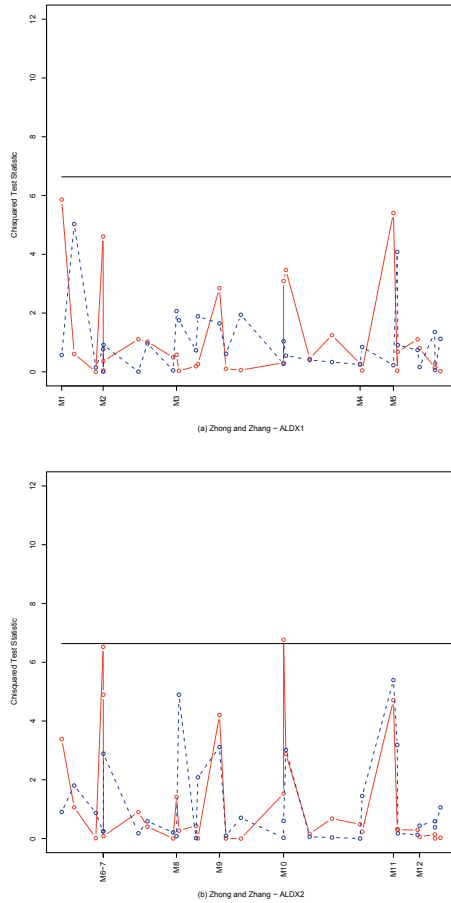 12
10
8
6
4
2
0
Chisquared Test Statistic
M1
M2
M3
M4
M5
(a) Zhong and Zhang − ALDX1
12
10
8
6
4
2
0
Chisquared Test Statistic
M6−7
M8
M9
M10
M11
M12
(b) Zhong and Zhang − ALDX2